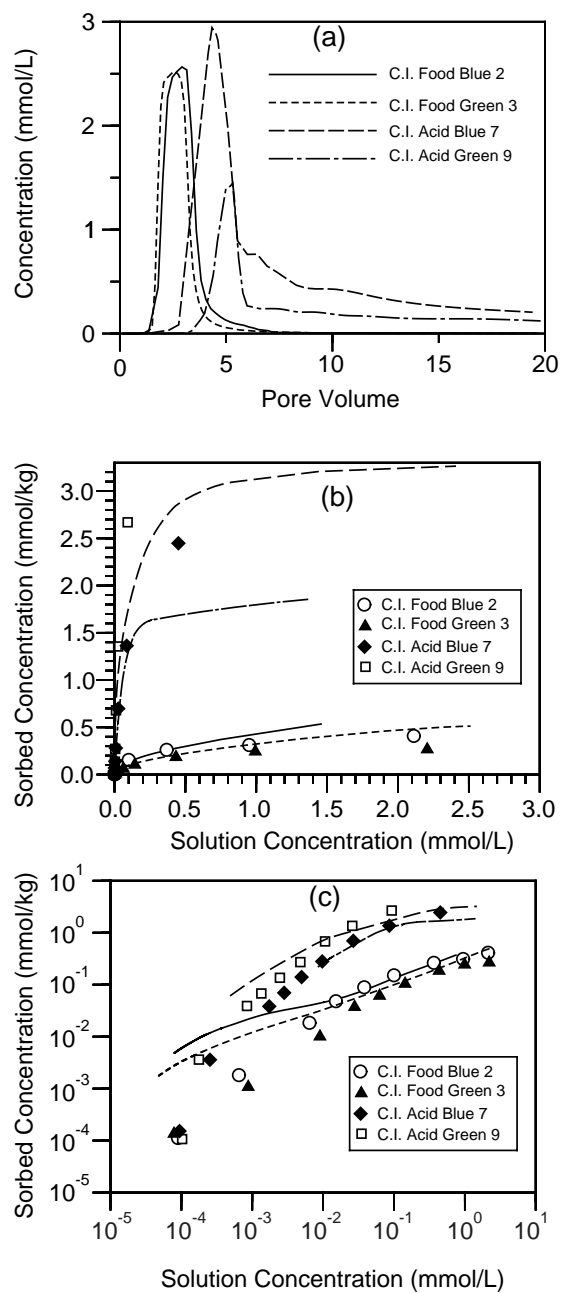 (a)
Concentration (mmol/L)
3
2
1
0
C.I. Food Blue 2
C.I. Food Green 3
C.I. Acid Blue 7
C.I. Acid Green 9
0 5 10 15 20
Pore Volume
(b)
Sorbed Concentration (mmol/kg)
3.0
2.5
2.0
1.5
1.0
0.5
0.0
C.I. Food Blue 2
C.I. Food Green 3
C.I. Acid Blue 7
C.I. Acid Green 9
0.0 0.5 1.0 1.5 2.0 2.5 3.0
Solution Concentration (mmol/L)
(c)
Sorbed Concentration (mmol/kg)
10^1
10^0
10^-1
10^-2
10^-3
10^-4
10^-5
C.I. Food Blue 2
C.I. Food Green 3
C.I. Acid Blue 7
C.I. Acid Green 9
10^-5 10^-4 10^-3 10^-2 10^-1 10^0 10^1
Solution Concentration (mmol/L)